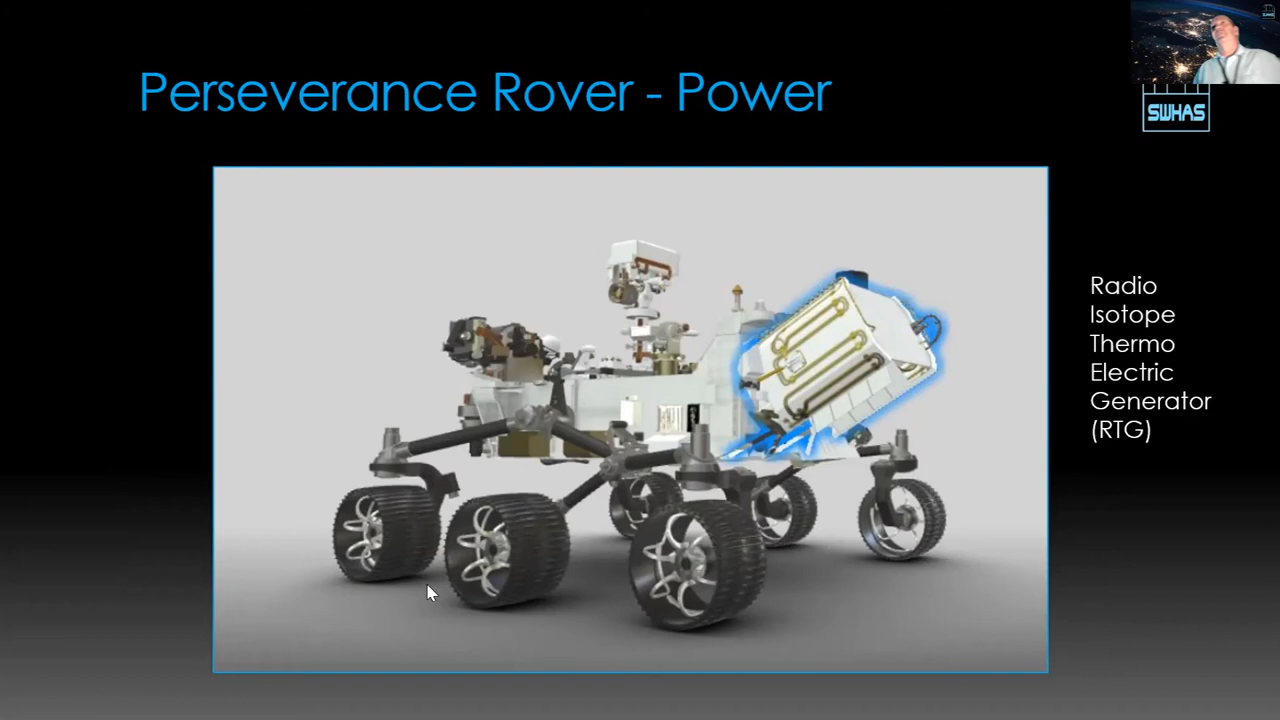 Perseverance Rover - Power
SWHAS
Radio
Isotope
Thermo
Electric
Generator
(RTG)